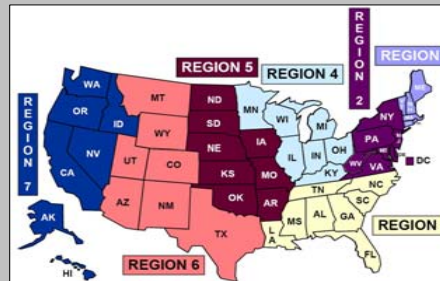 REGION 5
REGION 4
REGION 2
REGION
REGION 7
REGION
REGION 6
WA
OR
ID
NV
CA
AK
HI
MT
WY
UT
CO
AZ
NM
TX
ND
SD
NE
KS
OK
IA
MO
AR
MN
WI
MI
IL
IN
OH
KY
NY
PA
WV
VA
DC
ME
TN
NC
SC
MS
AL
GA
LA
FL